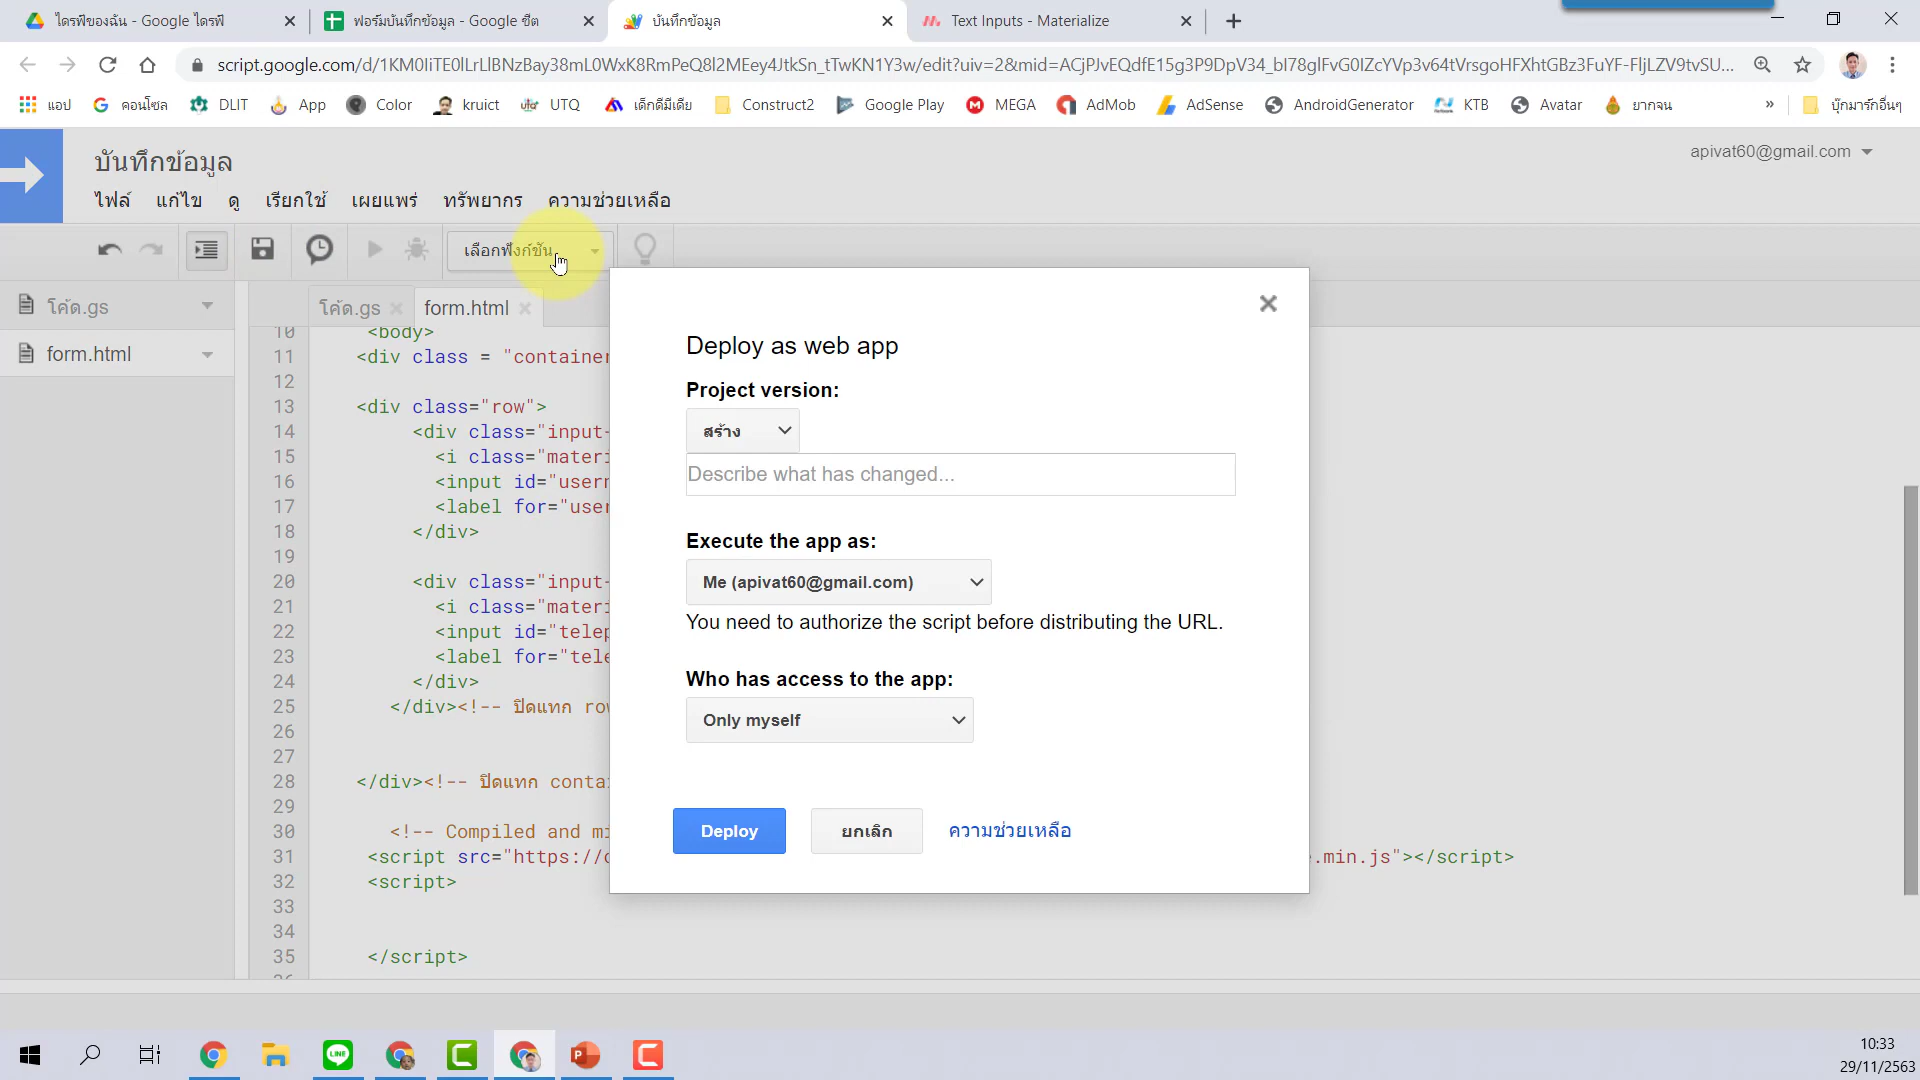 ไดรฟ์ของฉัน - Google ไดรฟ์
ฟอร์มบันทึกข้อมูล - Google ชีต
บันทึกข้อมูล
Text Inputs - Materialize
script.google.com/d/1KM0IiTE0lLrLlBNzBay38mL0WxK8RmPeQ8l2MEey4JtkSn_tTwKN1Y3w/edit?uiv=2&mid=ACjPJvEQdfE15g3P9DpV34_bI78glFvG0IZcYVp3v64tVrsgoHFXhtGBz3FuYF-FljLZV9tvSU...
แอป
คอนโซล
DLIT
App
Color
kruict
UTQ
เด็กดีมีเดีย
Construct2
Google Play
MEGA
AdMob
AdSense
AndroidGenerator
KTB
Avatar
ยากจน
»
บุ๊กมาร์กอื่นๆ
บันทึกข้อมูล
apivat60@gmail.com
ไฟล์ แก้ไข ดู เรียกใช้ เผยแพร่ ทรัพยากร ความช่วยเหลือ
เลือกฟังก์ชัน
โค้ด.gs
form.html
โค้ด.gs
form.html
10 <body>
11 <div class = "container
12
13 <div class="row">
14 <div class="input-
15 <i class="materi
16 <input id="usern
17 <label for="user
18 </div>
19
20 <div class="input-
21 <i class="materi
22 <input id="telep
23 <label for="tele
24 </div>
25 </div><!-- ปิดแทก row
26
27
28 </div><!-- ปิดแทก contai
29
30 <!-- Compiled and mi
31 <script src="https://c .min.js"></script>
32 <script>
33
34
35 </script>
Deploy as web app
Project version:
สร้าง
Describe what has changed...
Execute the app as:
Me (apivat60@gmail.com)
You need to authorize the script before distributing the URL.
Who has access to the app:
Only myself
Deploy
ยกเลิก
ความช่วยเหลือ
LINE
10:33
29/11/2563